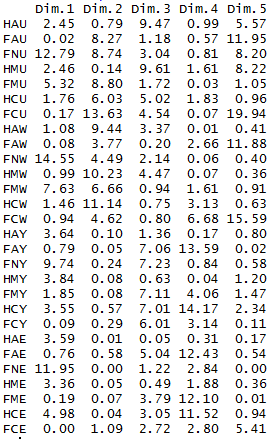 Dim.1 Dim.2 Dim.3 Dim.4 Dim.5
HAU 2.45 0.79 9.47 0.99 5.57
FAU 0.02 8.27 1.18 0.57 11.95
FNU 12.79 8.74 3.04 0.81 8.20
HMU 2.46 0.14 9.61 1.61 8.22
FMU 5.32 8.80 1.72 0.03 1.05
HCU 1.76 6.03 5.02 1.83 0.96
FCU 0.17 13.63 4.54 0.07 19.94
HAW 1.08 9.44 3.37 0.01 0.41
FAW 0.08 3.77 0.20 2.66 11.88
FNW 14.55 4.49 2.14 0.06 0.40
HMW 0.99 10.23 4.47 0.07 0.36
FMW 7.63 6.66 0.94 1.61 0.91
HCW 1.46 11.14 0.75 3.13 0.63
FCW 0.94 4.62 0.80 6.68 15.59
HAY 3.64 0.10 1.36 0.17 0.80
FAY 0.79 0.05 7.06 13.59 0.02
FNY 9.74 0.24 7.23 0.84 0.58
HMY 3.84 0.08 0.63 0.04 1.20
FMY 1.85 0.08 7.11 4.06 1.47
HCY 3.55 0.57 7.01 14.17 2.34
FCY 0.09 0.29 6.01 3.14 0.11
HAE 3.59 0.01 0.05 0.31 0.17
FAE 0.76 0.58 5.04 12.43 0.54
FNE 11.95 0.00 1.22 2.84 0.00
HME 3.36 0.05 0.49 1.88 0.36
FME 0.19 0.07 3.79 12.10 0.01
HCE 4.98 0.04 3.05 11.52 0.94
FCE 0.00 1.09 2.72 2.80 5.41